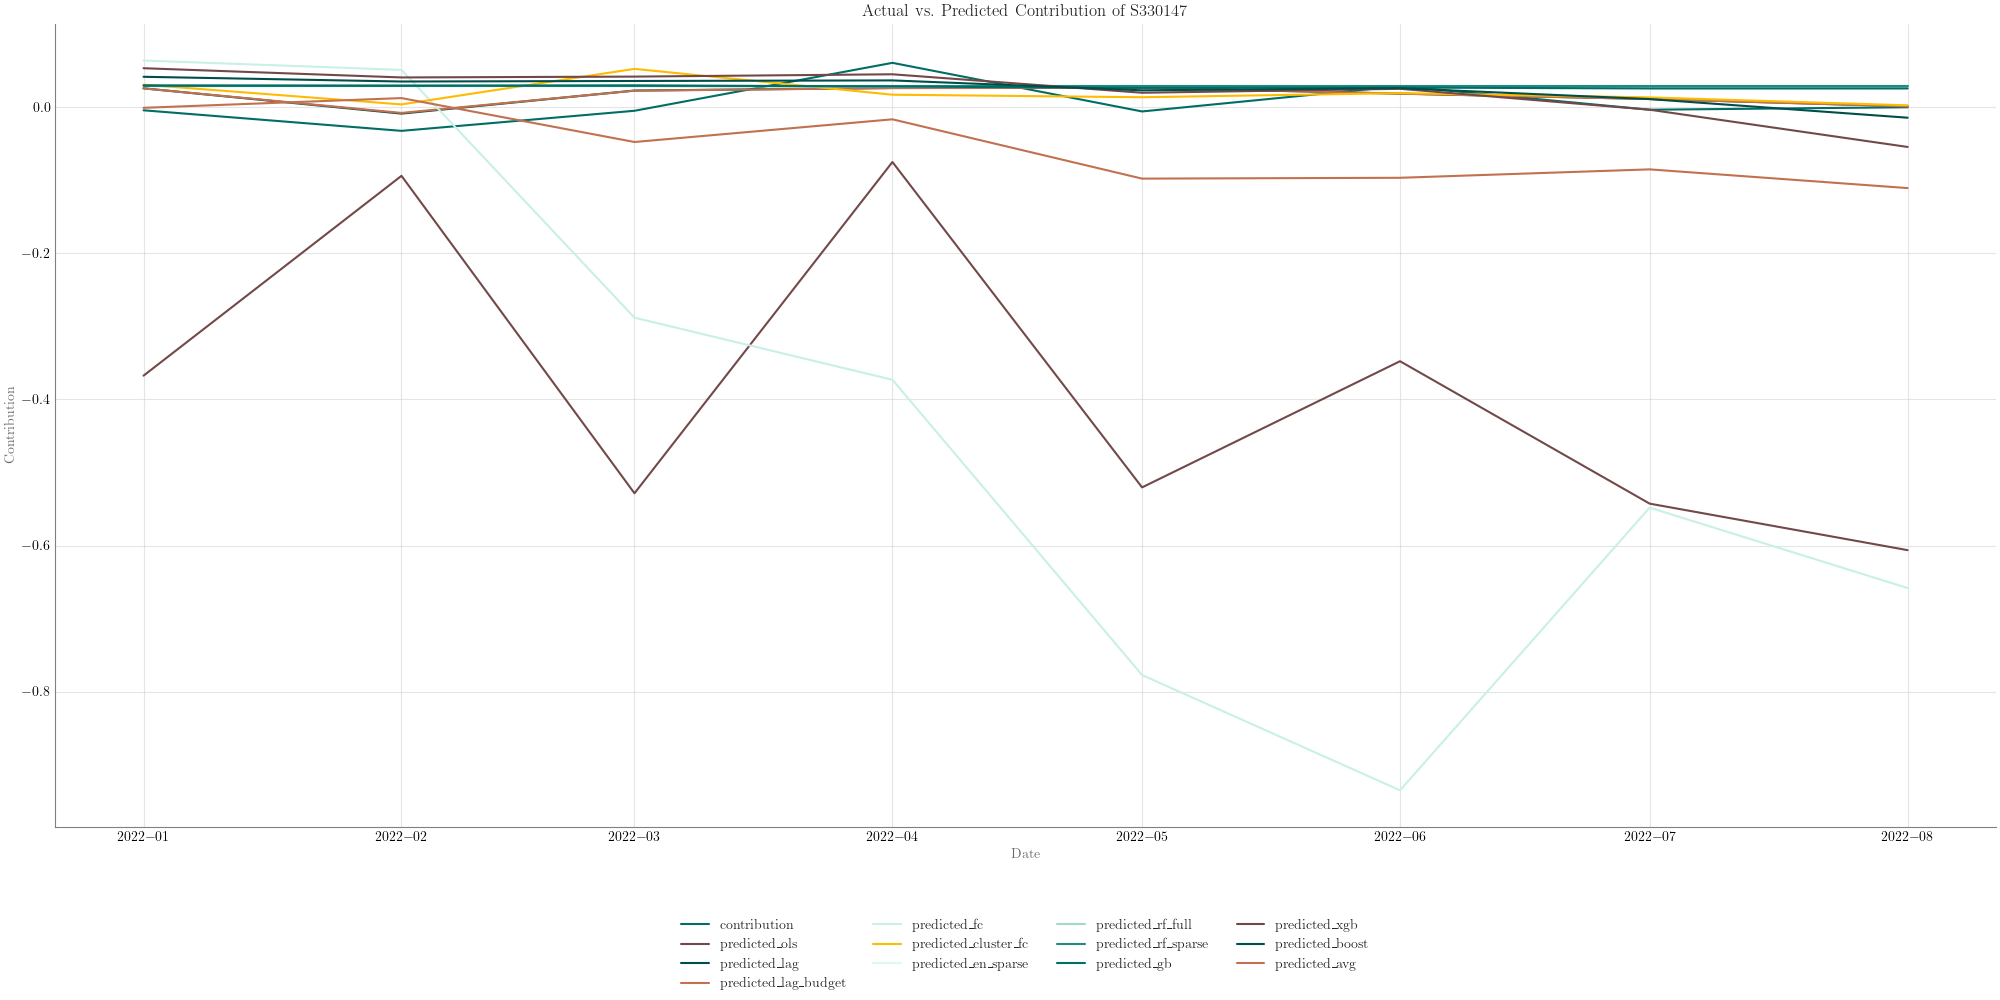 Actual vs. Predicted Contribution of S330147
0.0
−0.2
−0.4
−0.6
−0.8
Contribution
2022−01 2022−02 2022−03 2022−04 2022−05 2022−06 2022−07 2022−08
Date
contribution predicted_fc predicted_rf_full predicted_xgb
predicted_ols predicted_cluster_fc predicted_rf_sparse predicted_boost
predicted_lag predicted_en_sparse predicted_gb predicted_avg
predicted_lag_budget